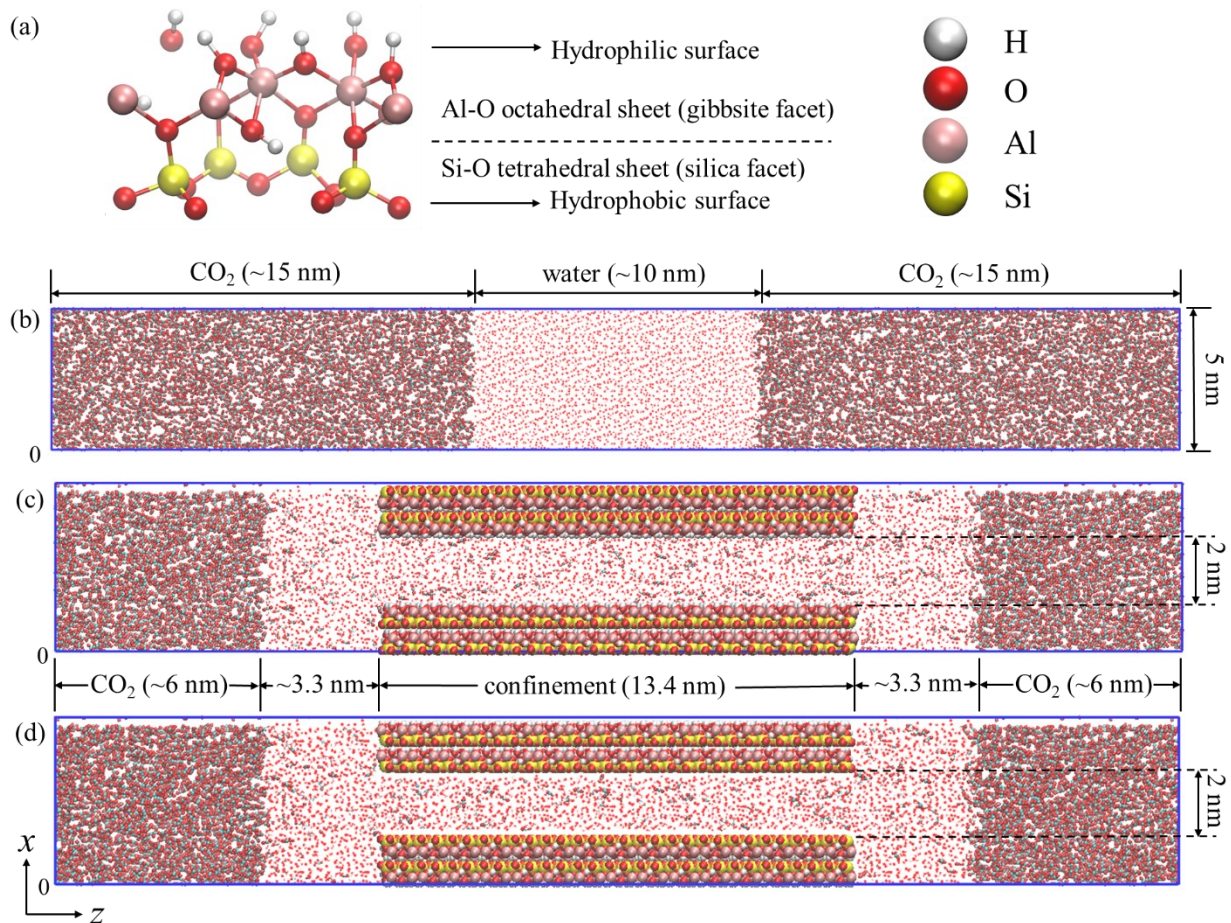 (a)
Hydrophilic surface
Al-O octahedral sheet (gibbsite facet)
Si-O tetrahedral sheet (silica facet)
Hydrophobic surface
H
O
Al
Si
CO₂ (~15 nm) water (~10 nm) CO₂ (~15 nm)
(b)
5 nm
0
(c)
2 nm
0
CO₂ (~6 nm) ~3.3 nm confinement (13.4 nm) ~3.3 nm CO₂ (~6 nm)
(d)
2 nm
x
0
z